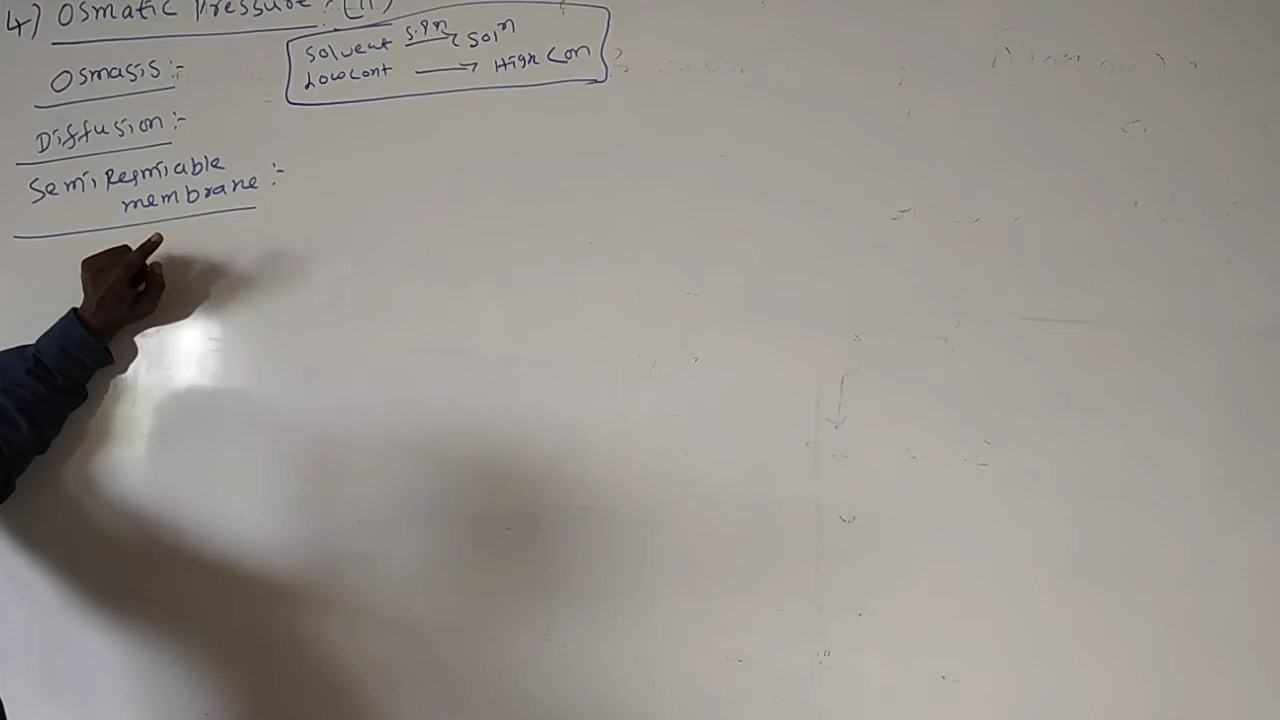 4) Osmatic Pressure : (π)
Solvent S.P.M Solⁿ
Low Cont → High Con
Osmasis :-
Diffusion :-
Semi Permiable
membrane :-